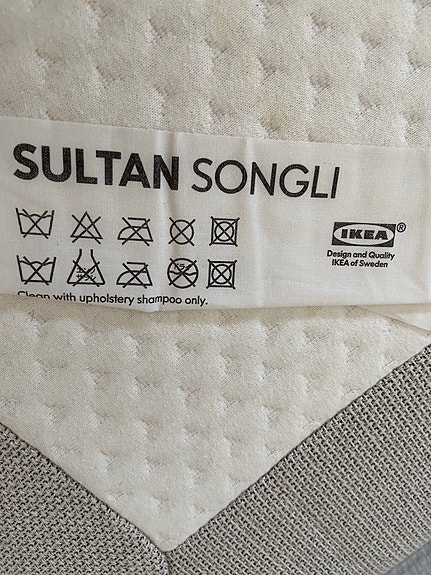 SULTAN SONGLI
IKEA®
Design and Quality
IKEA of Sweden
Clean with upholstery shampoo only.